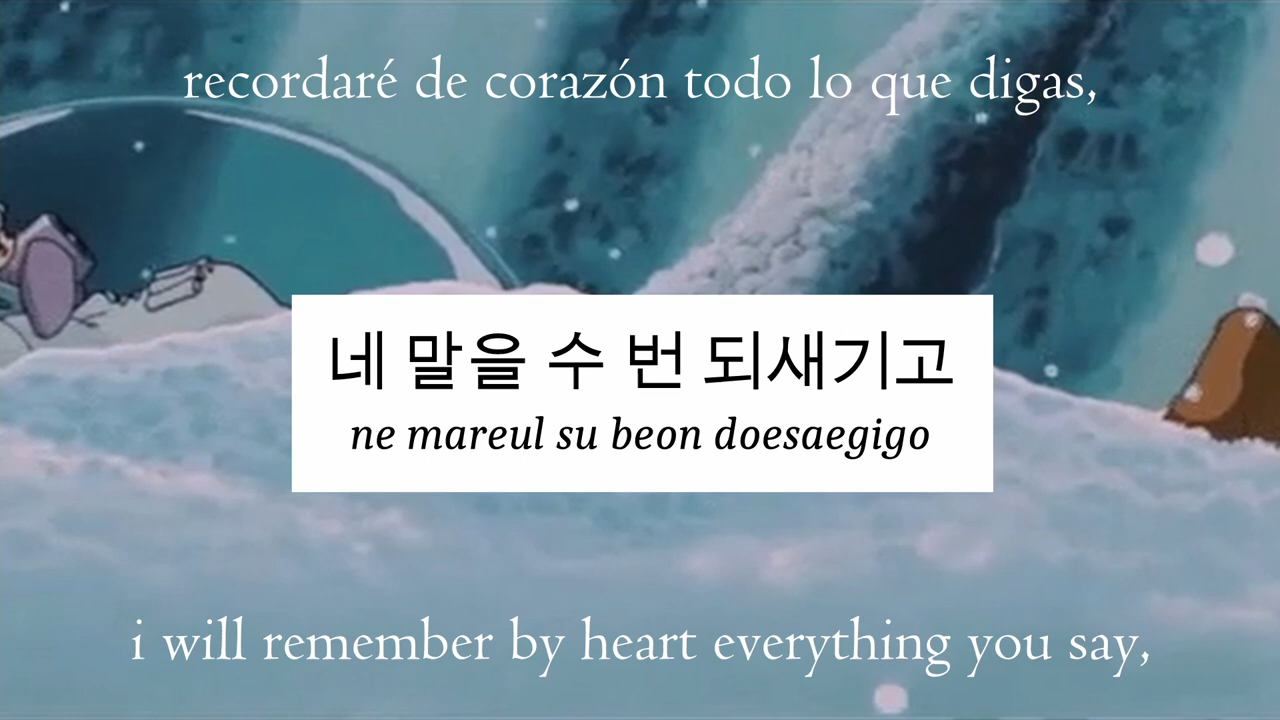 recordaré de corazón todo lo que digas,
네 말을 수 번 되새기고
ne mareul su beon doesaegigo
i will remember by heart everything you say,